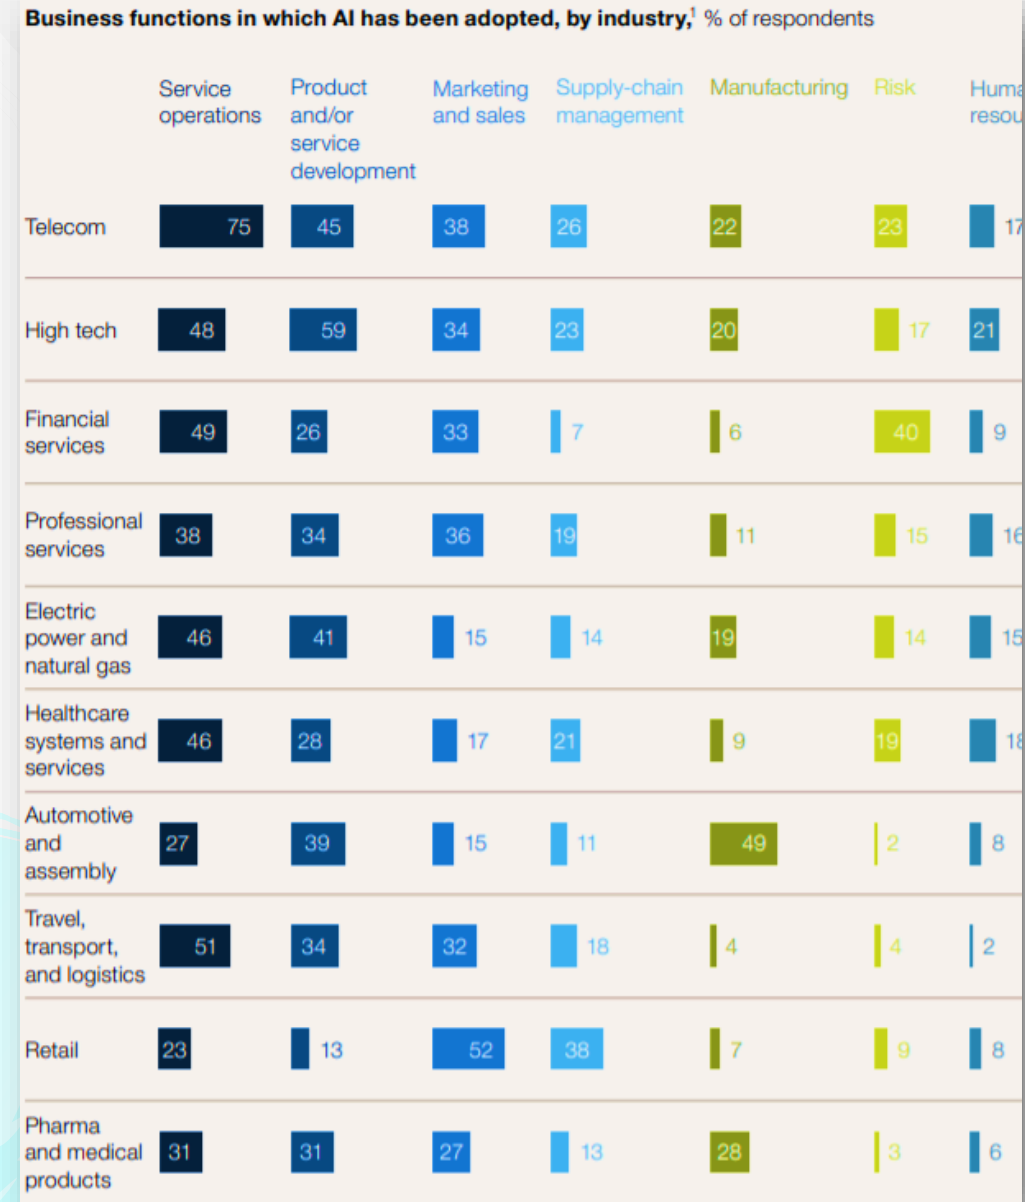 Business functions in which AI has been adopted, by industry,¹ % of respondents
Service operations
Product and/or service development
Marketing and sales
Supply-chain management
Manufacturing
Risk
Telecom
75 45 38 26 22 23 17
High tech
48 59 34 23 20 17 21
Financial services
49 26 33 7 6 40 9
Professional services
38 34 36 19 11 15 16
Electric power and natural gas
46 41 15 14 19 14 15
Healthcare systems and services
46 28 17 21 9 19 18
Automotive and assembly
27 39 15 11 49 2 8
Travel, transport, and logistics
51 34 32 18 4 4 2
Retail
23 13 52 38 7 9 8
Pharma and medical products
31 31 27 13 28 3 6